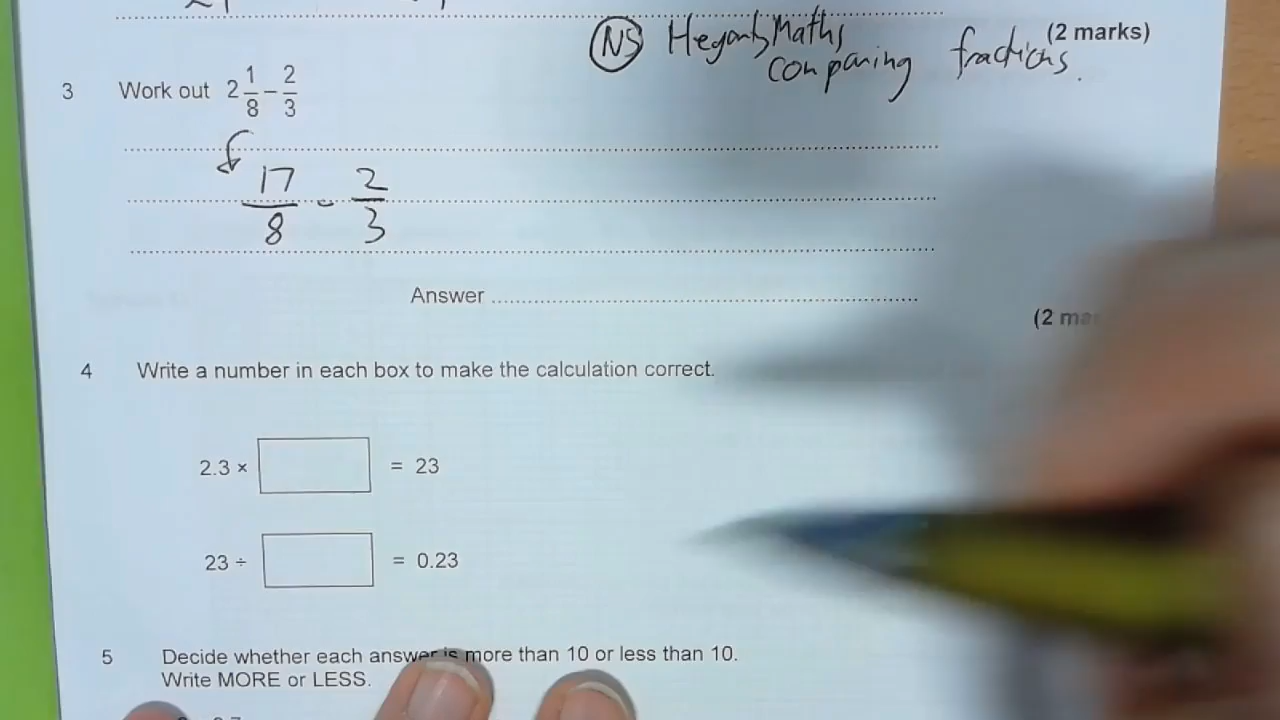 (NS) Hegarty Maths (2 marks)
comparing fractions.
3 Work out 2 1/8 - 2/3
17/8 - 2/3
Answer
(2 ma
4 Write a number in each box to make the calculation correct.
2.3 × = 23
23 ÷ = 0.23
5 Decide whether each answer is more than 10 or less than 10.
Write MORE or LESS.